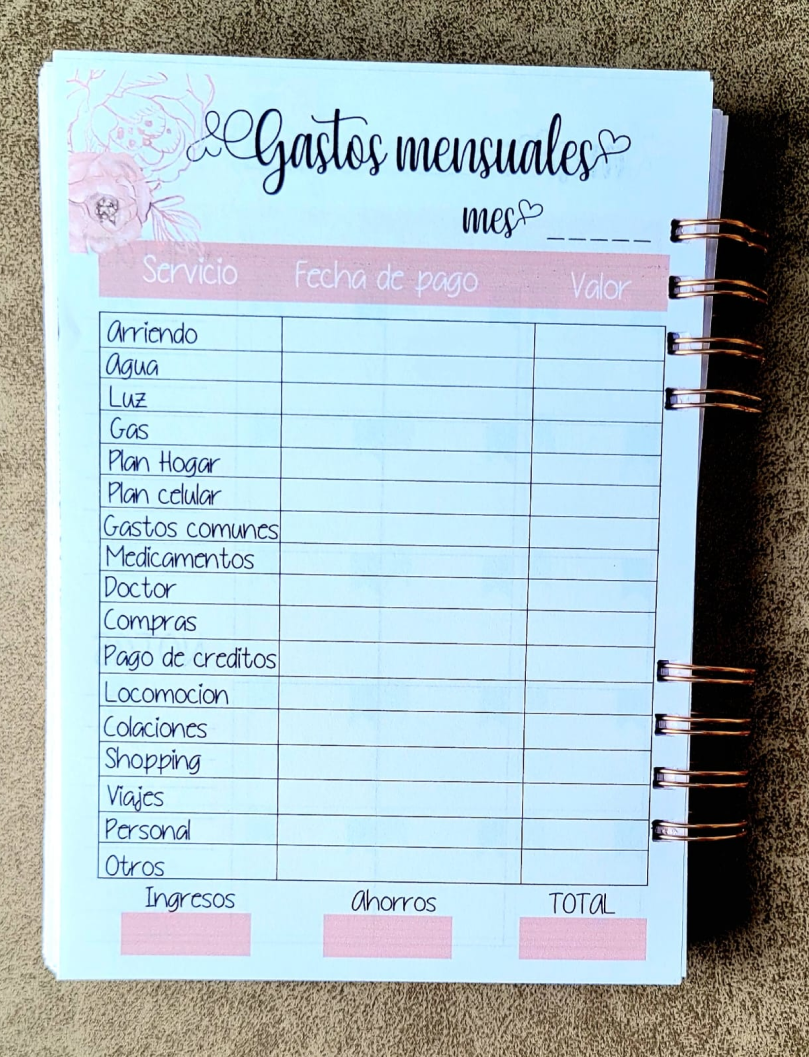 Gastos mensuales
mes _____
Servicio Fecha de pago Valor
Arriendo
Agua
Luz
Gas
Plan Hogar
Plan celular
Gastos comunes
Medicamentos
Doctor
Compras
Pago de creditos
Locomocion
Colaciones
Shopping
Viajes
Personal
Otros
Ingresos Ahorros TOTAL